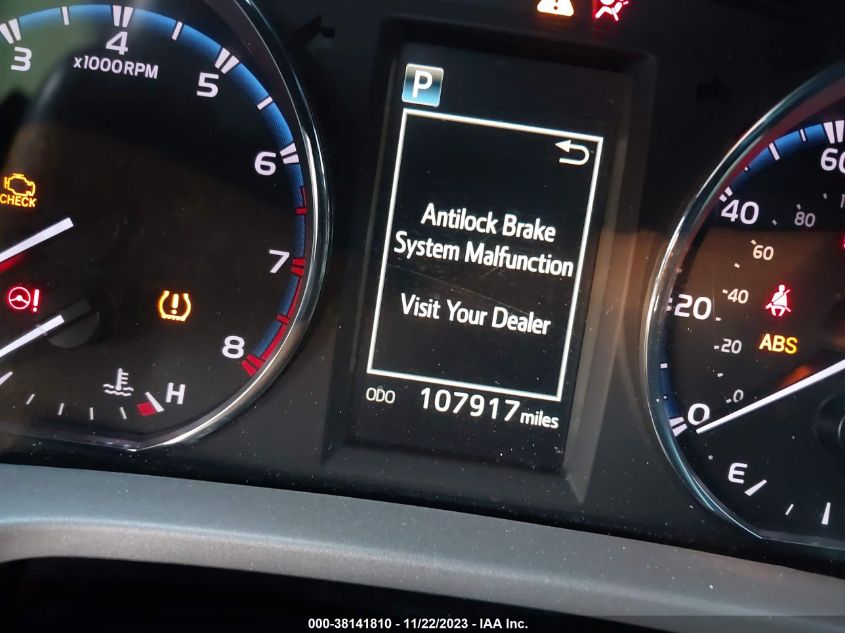 3
4
x1000RPM
5
6
7
8
CHECK
!
(!)
H
P
Antilock Brake
System Malfunction
Visit Your Dealer
ODO 107917 miles
60
40
80
60
20
40
20
ABS
0
0
E
000-38141810 - 11/22/2023 - IAA Inc.